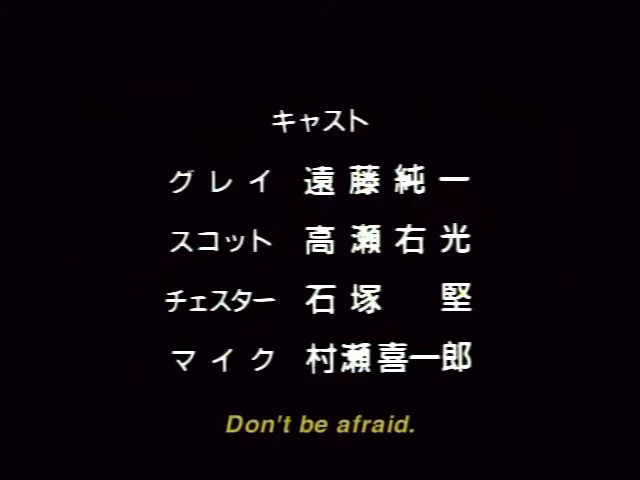 キャスト
グレイ 遠藤純一
スコット 高瀬右光
チェスター 石塚 堅
マイク 村瀬喜一郎
Don't be afraid.